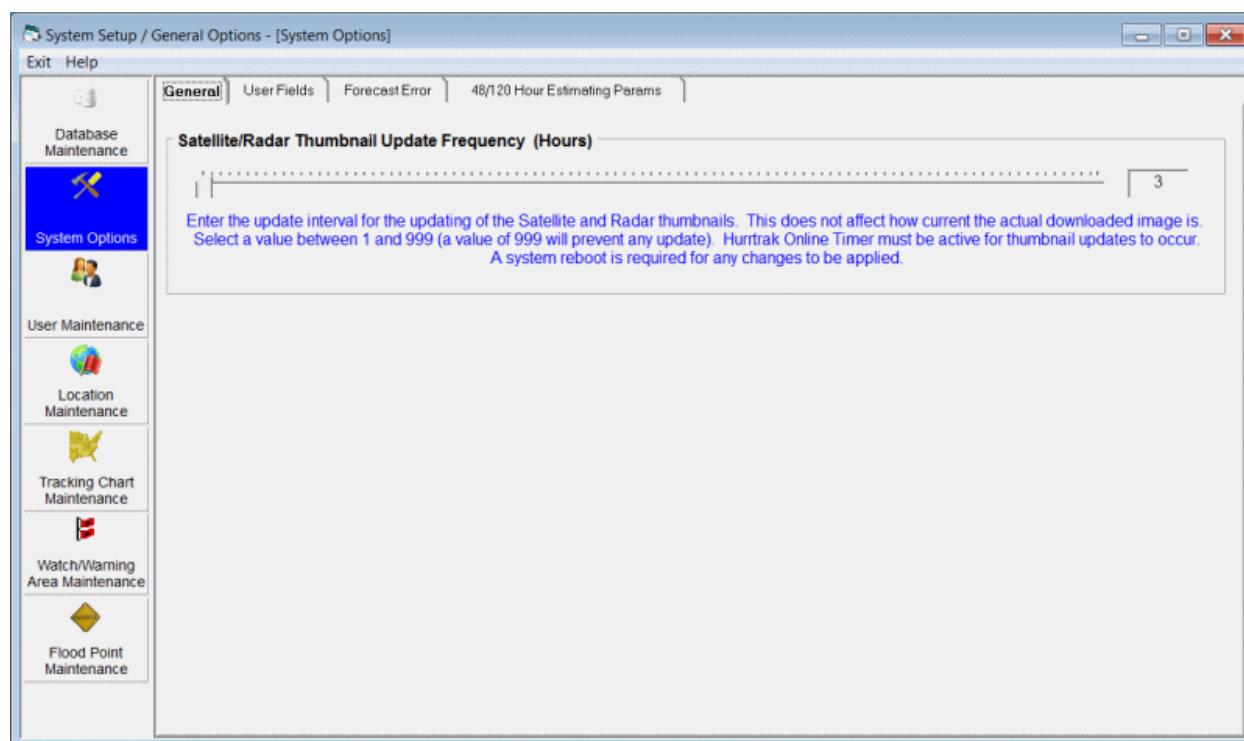 System Setup / General Options - [System Options]
Exit Help
General User Fields Forecast Error 48/120 Hour Estimating Params
Database
Maintenance
System Options
User Maintenance
Location
Maintenance
Tracking Chart
Maintenance
Watch/Warning
Area Maintenance
Flood Point
Maintenance
Satellite/Radar Thumbnail Update Frequency (Hours)
3
Enter the update interval for the updating of the Satellite and Radar thumbnails. This does not affect how current the actual downloaded image is.
Select a value between 1 and 999 (a value of 999 will prevent any update). Hurrtrak Online Timer must be active for thumbnail updates to occur.
A system reboot is required for any changes to be applied.